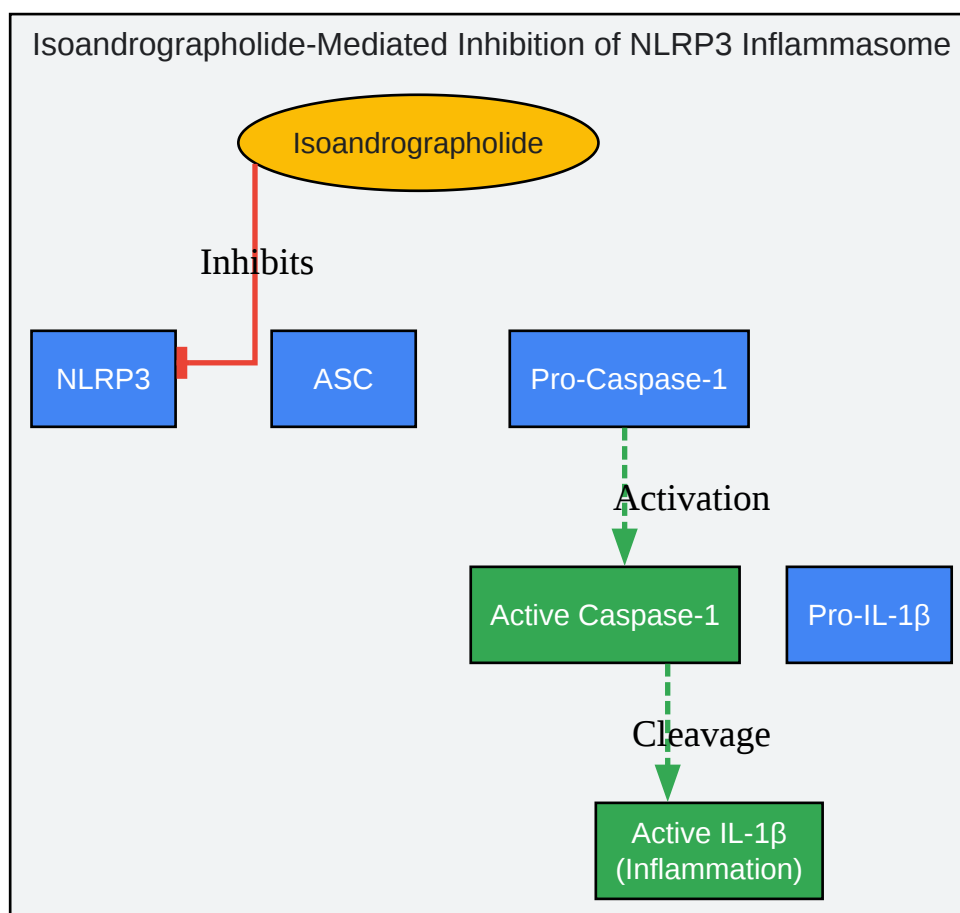 Isoandrographolide-Mediated Inhibition of NLRP3 Inflammasome
Isoandrographolide
Inhibits
NLRP3
ASC
Pro-Caspase-1
Activation
Active Caspase-1
Pro-IL-1β
Cleavage
Active IL-1β
(Inflammation)